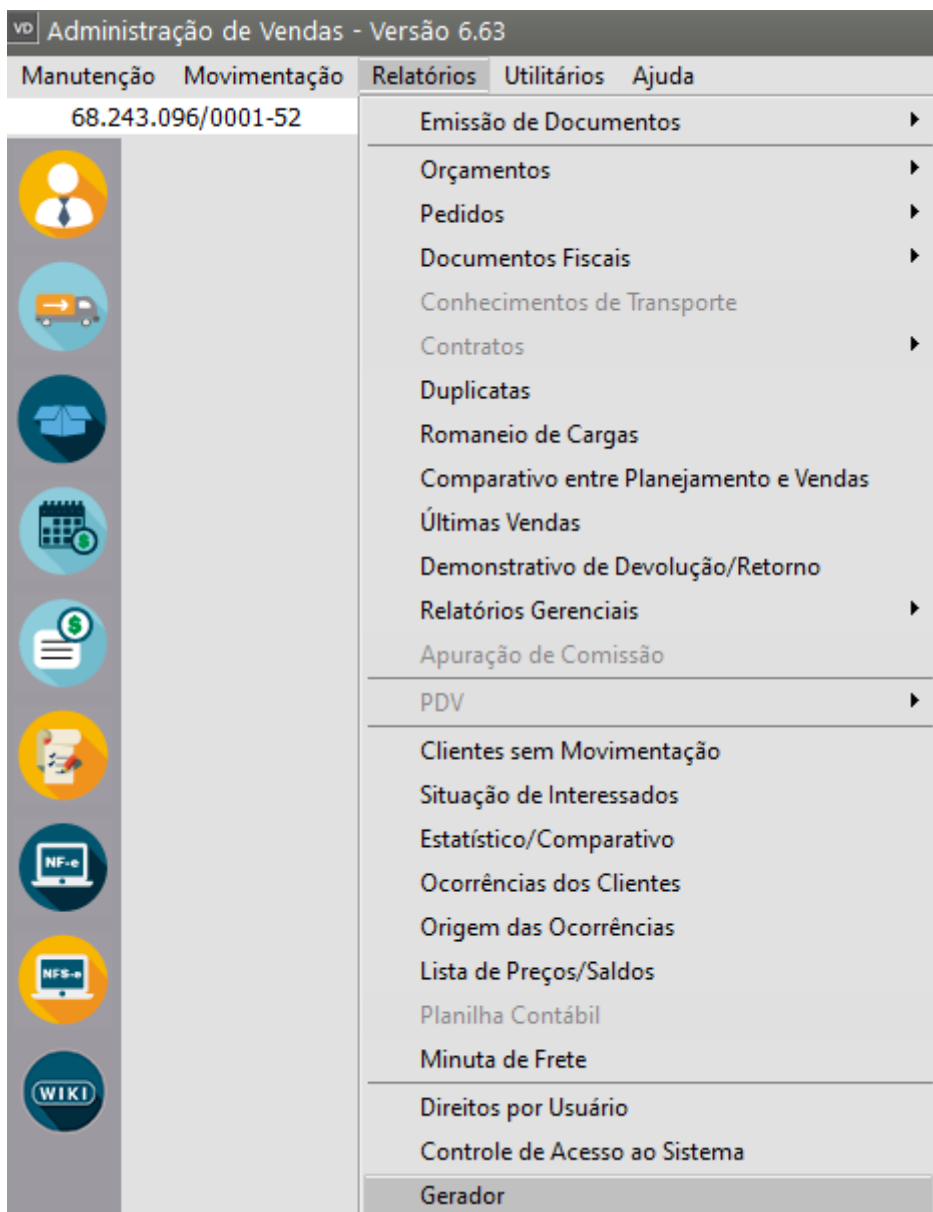 VD Administração de Vendas - Versão 6.63
Manutenção Movimentação Relatórios Utilitários Ajuda
68.243.096/0001-52
Emissão de Documentos
Orçamentos
Pedidos
Documentos Fiscais
Conhecimentos de Transporte
Contratos
Duplicatas
Romaneio de Cargas
Comparativo entre Planejamento e Vendas
Últimas Vendas
Demonstrativo de Devolução/Retorno
Relatórios Gerenciais
Apuração de Comissão
PDV
Clientes sem Movimentação
Situação de Interessados
Estatístico/Comparativo
NF-e
Ocorrências dos Clientes
Origem das Ocorrências
NFS-e
Lista de Preços/Saldos
Planilha Contábil
Minuta de Frete
WIKI
Direitos por Usuário
Controle de Acesso ao Sistema
Gerador